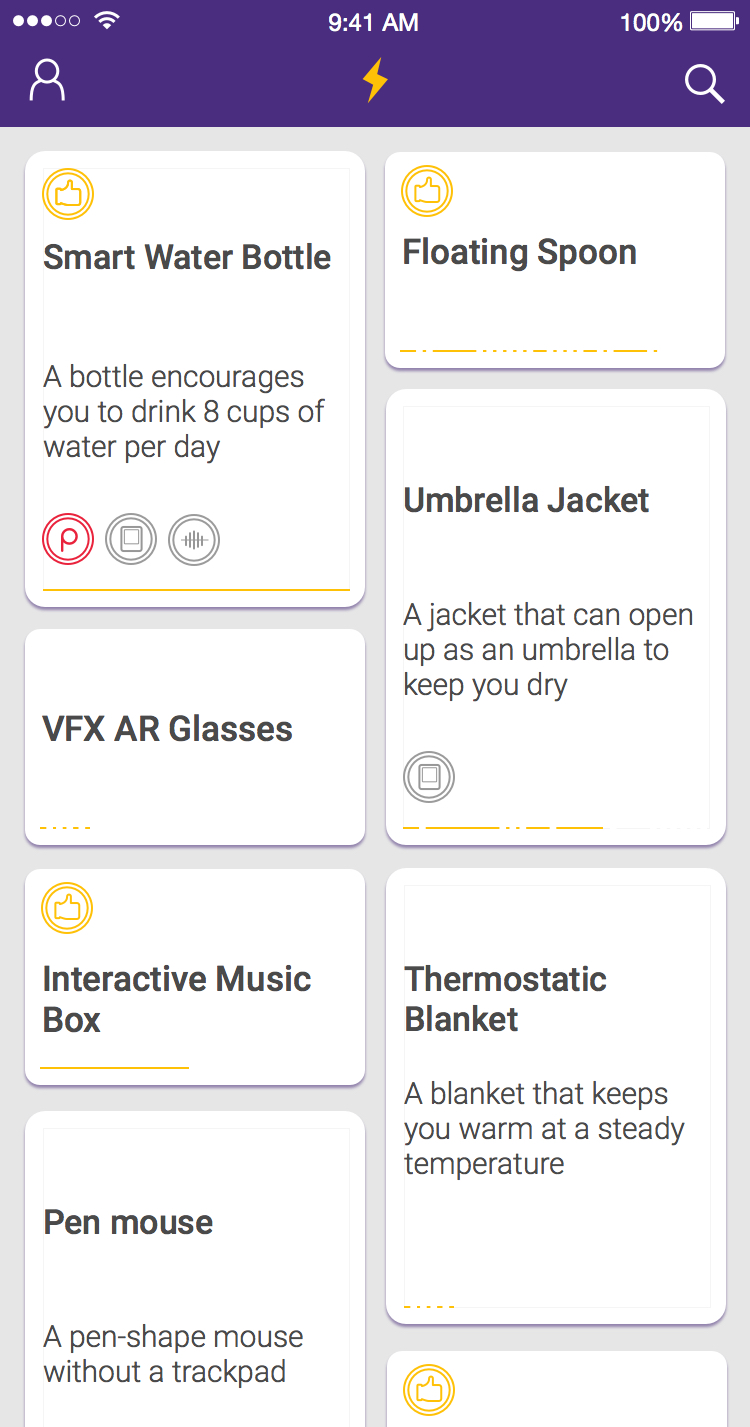 9:41 AM
100%
Smart Water Bottle
A bottle encourages
you to drink 8 cups of
water per day
Floating Spoon
Umbrella Jacket
A jacket that can open
up as an umbrella to
keep you dry
VFX AR Glasses
Interactive Music
Box
Thermostatic
Blanket
A blanket that keeps
you warm at a steady
temperature
Pen mouse
A pen-shape mouse
without a trackpad